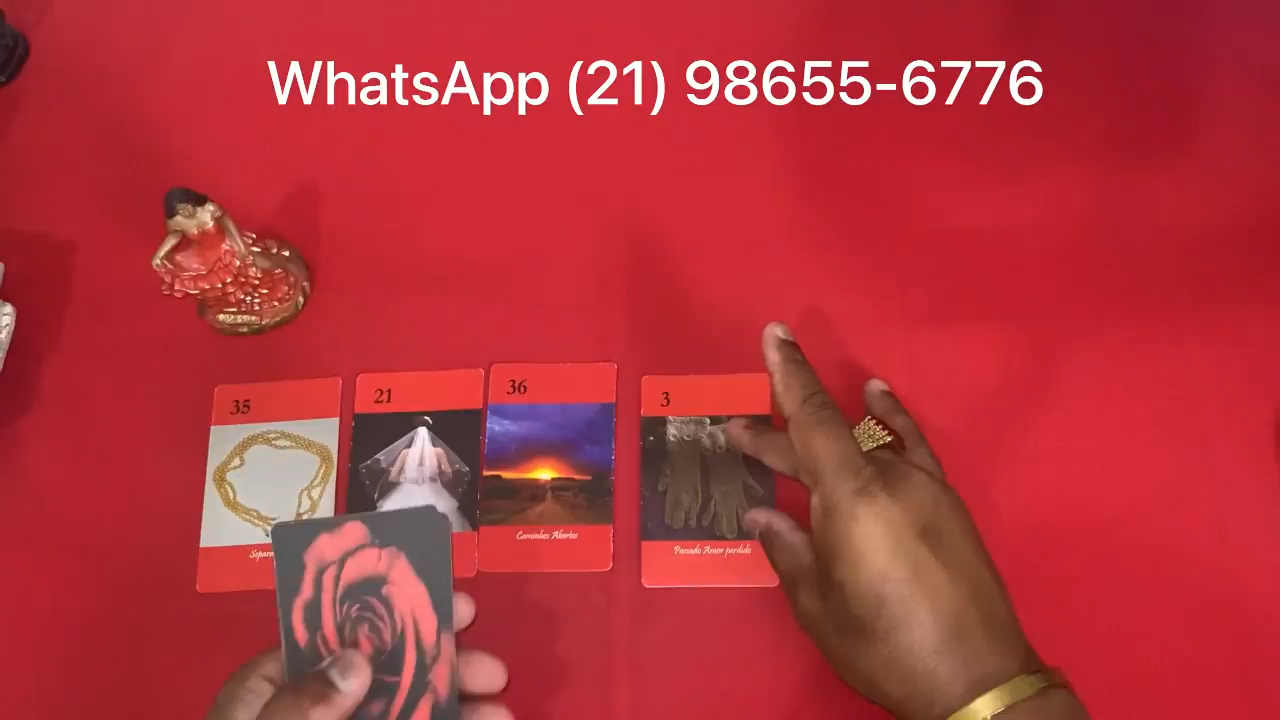 WhatsApp (21) 98655-6776
35
21
36
3
Caminhos Abertos
Passado Amor perdido